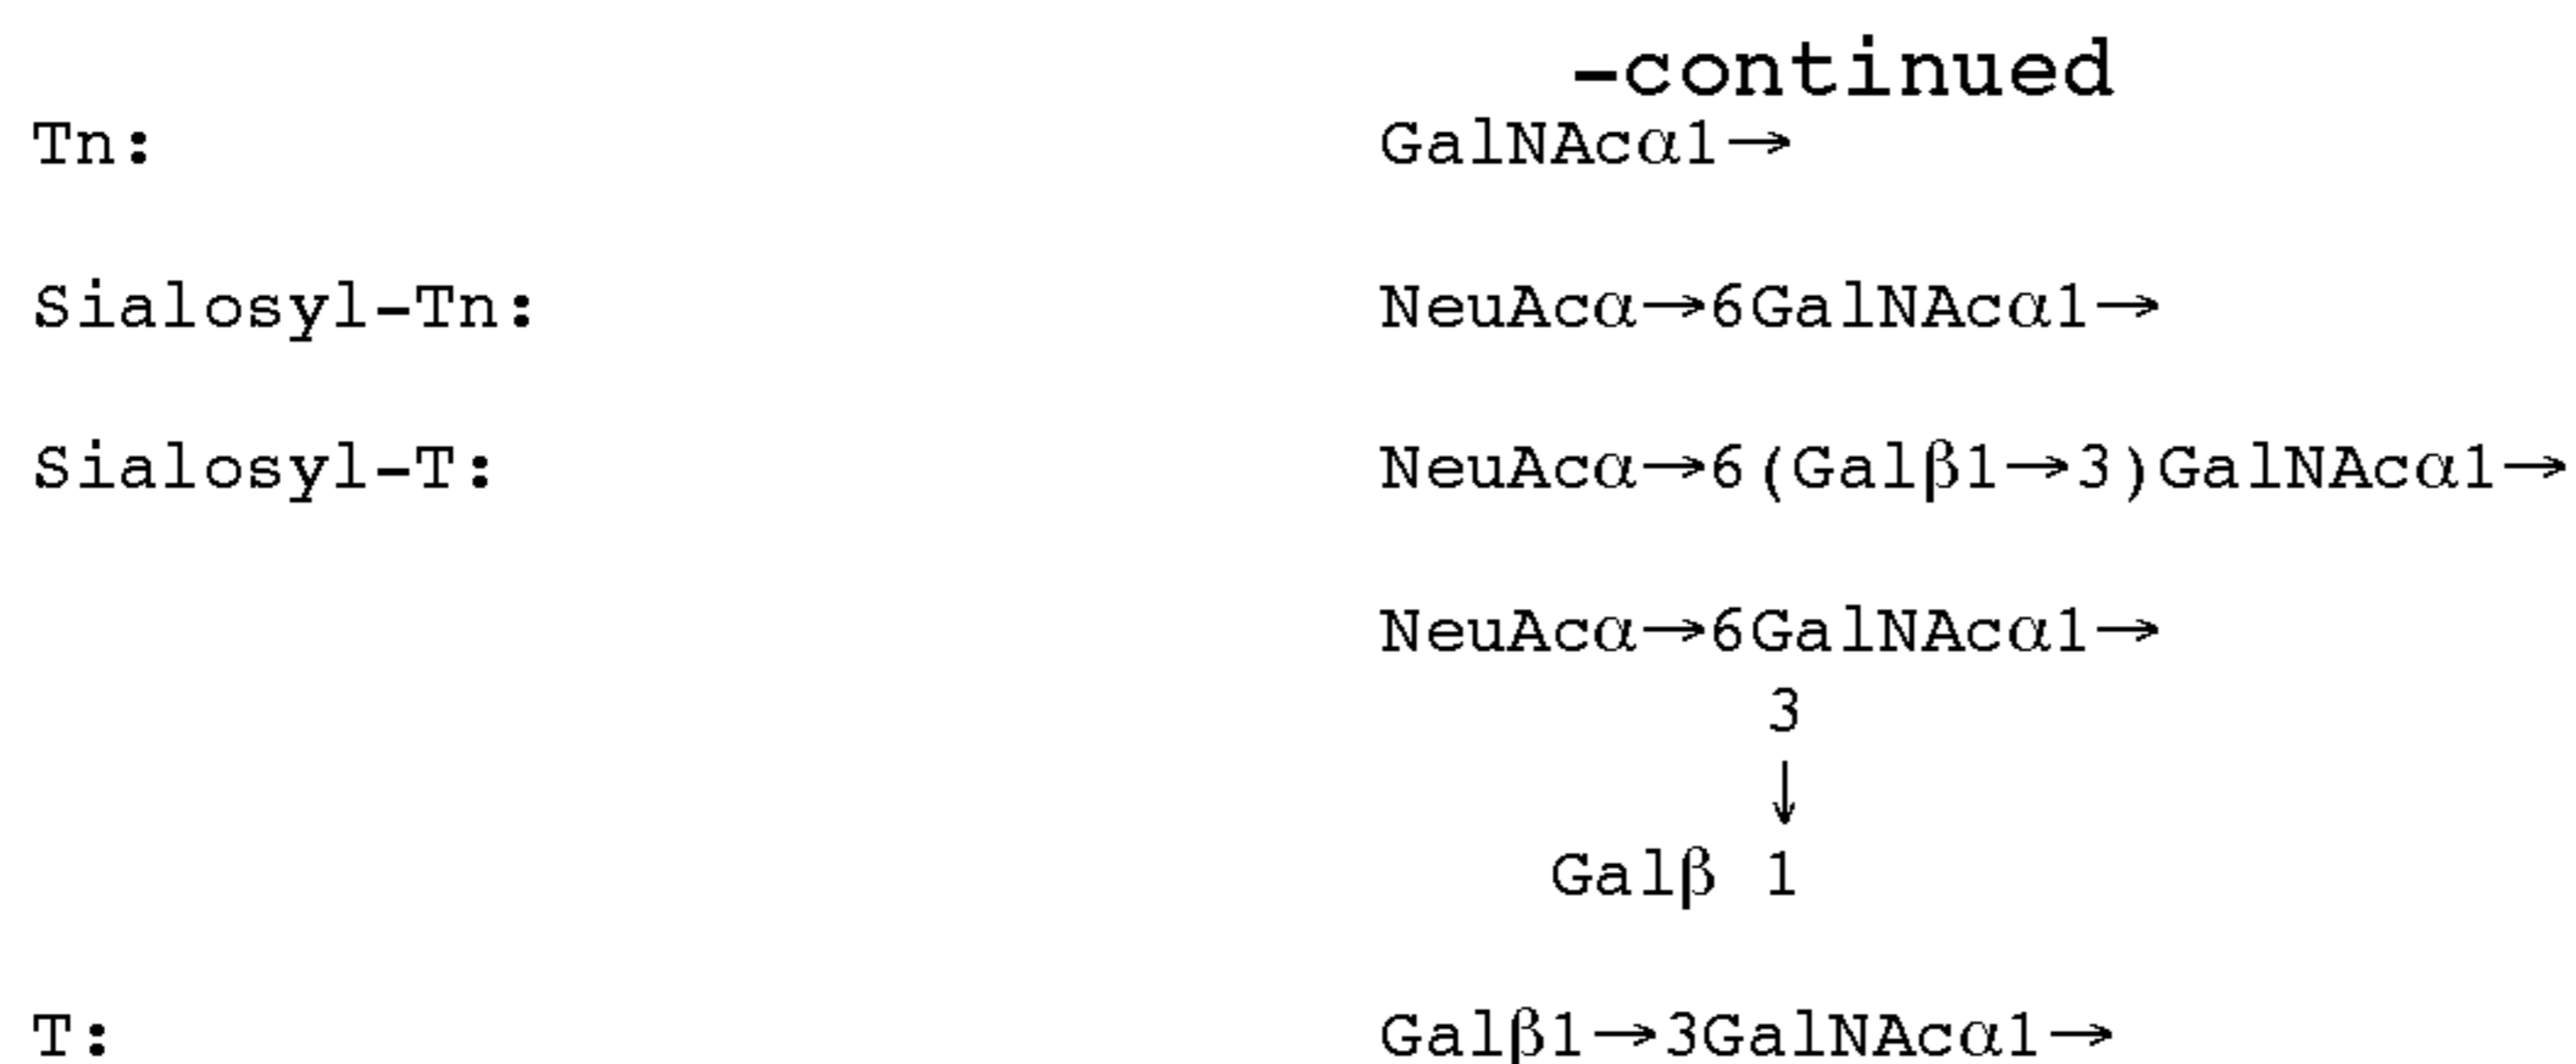 -continued
Tn: GalNAcα1→
Sialosyl-Tn: NeuAcα→6GalNAcα1→
Sialosyl-T: NeuAcα→6(Galβ1→3)GalNAcα1→
NeuAcα→6GalNAcα1→
3
↓
Galβ 1
T: Galβ1→3GalNAcα1→